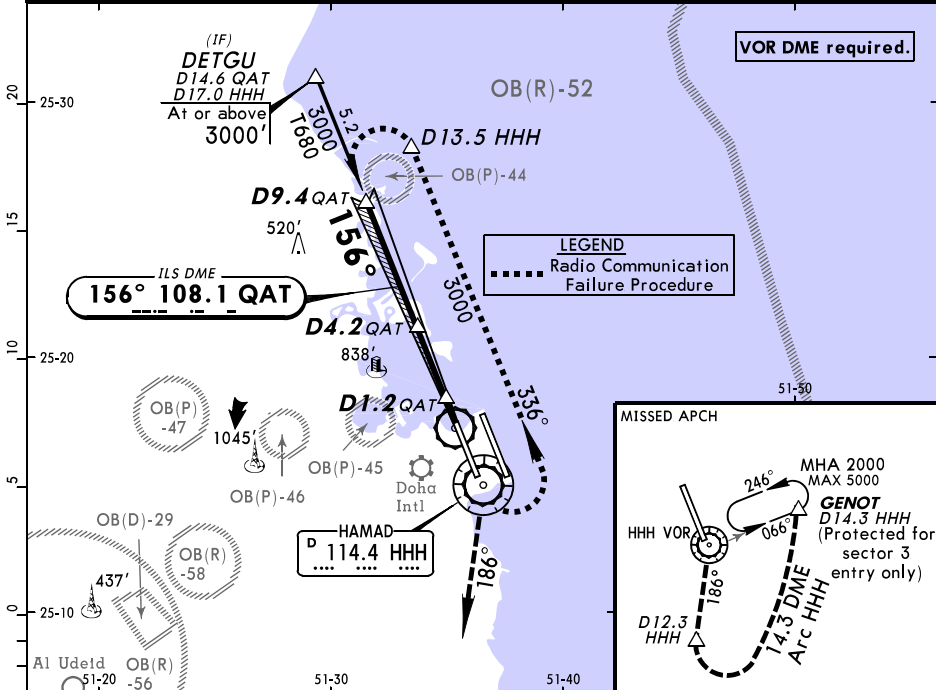 (IF)
DETGU
D14.6 QAT
D17.0 HHH
At or above
3000'
VOR DME required.
OB(R)-52
20
25-30
5.2
3000
T680
D13.5 HHH
OB(P)-44
D9.4 QAT
520'
15
156°
LEGEND
Radio Communication
Failure Procedure
ILS DME
156° 108.1 QAT
3000
D4.2 QAT
838'
10
25-20
51-50
D1.2 QAT
336°
OB(P)
-47
1045'
OB(P)-45
OB(P)-46
Doha
Intl
5
HAMAD
D 114.4 HHH
186°
OB(D)-29
OB(R)
-58
437'
0
25-10
Al Udeid
OB(R)
-56
51-20
51-30
51-40
MISSED APCH
MHA 2000
MAX 5000
246°
066°
GENOT
D14.3 HHH
(Protected for
sector 3
entry only)
HHH VOR
186°
D12.3
HHH
14.3 DME
Arc HHH